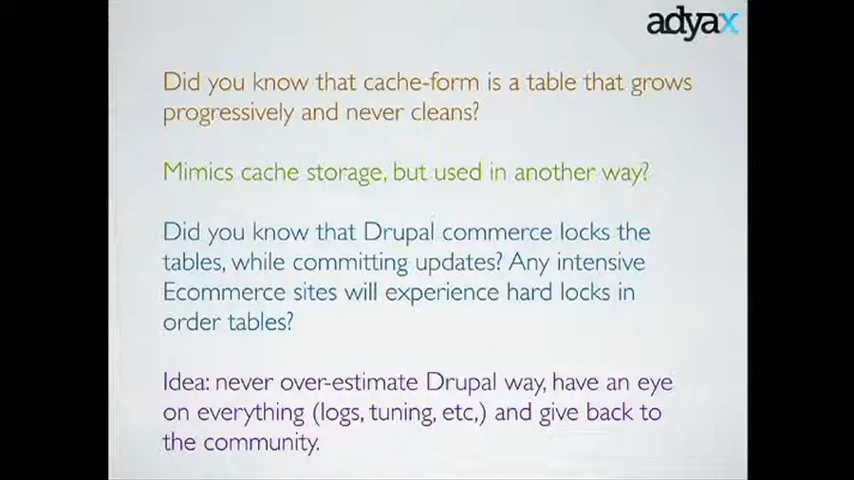 adyax
Did you know that cache-form is a table that grows
progressively and never cleans?
Mimics cache storage, but used in another way?
Did you know that Drupal commerce locks the
tables, while committing updates? Any intensive
Ecommerce sites will experience hard locks in
order tables?
Idea: never over-estimate Drupal way, have an eye
on everything (logs, tuning, etc,) and give back to
the community.